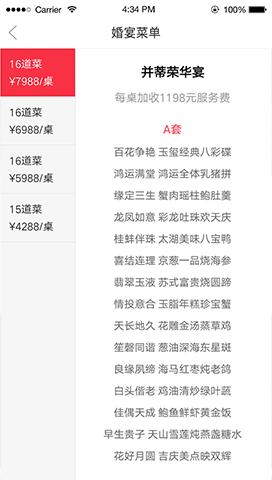 Carrier
4:34 PM
100%
婚宴菜单
16道菜
¥7988/桌
16道菜
¥6988/桌
16道菜
¥5988/桌
15道菜
¥4288/桌
并蒂荣华宴
每桌加收1198元服务费
A套
百花争艳 玉玺经典八彩碟
鸿运满堂 鸿运全体乳猪拼
缘定三生 蟹肉瑶柱鲍肚羹
龙凤如意 彩龙吐珠欢天庆
桂蚌伴珠 太湖美味八宝鸭
喜结连理 京葱一品烧海参
翡翠玉液 苏式富贵烧圆蹄
情投意合 玉脂年糕珍宝蟹
天长地久 花雕金汤蒸草鸡
笙磬同谐 葱油深海东星斑
良缘夙缔 海马红枣炖老鸽
白头偕老 鸡油清炒绿叶蔬
佳偶天成 鲍鱼鲜虾黄金饭
早生贵子 天山雪莲炖燕盏糖水
花好月圆 吉庆美点映双辉